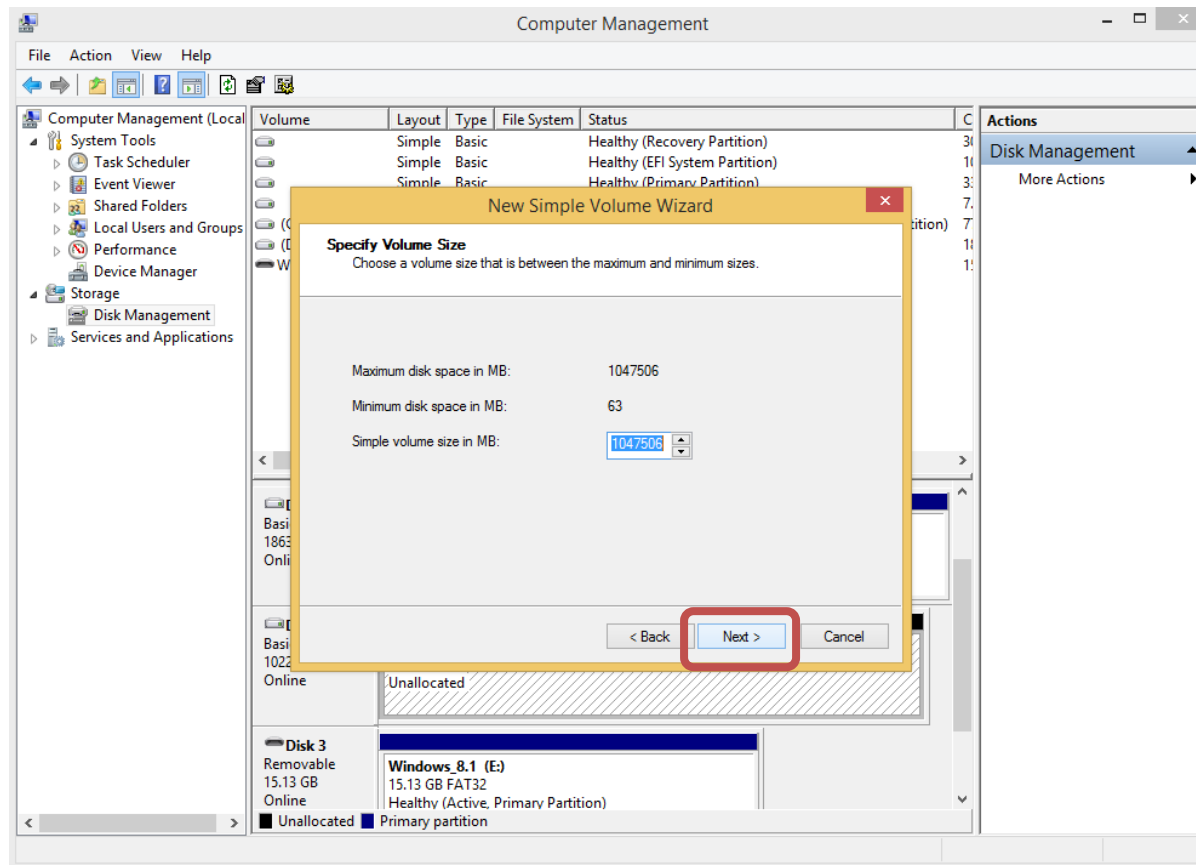 Computer Management
File Action View Help
Computer Management (Local
System Tools
Task Scheduler
Event Viewer
Shared Folders
Local Users and Groups
Performance
Device Manager
Storage
Disk Management
Services and Applications
Volume Layout Type File System Status C
Simple Basic Healthy (Recovery Partition) 30
Simple Basic Healthy (EFI System Partition) 10
Simple Basic Healthy (Primary Partition)
New Simple Volume Wizard
Specify Volume Size
Choose a volume size that is between the maximum and minimum sizes.
Maximum disk space in MB: 1047506
Minimum disk space in MB: 63
Simple volume size in MB: 1047506
< Back Next > Cancel
Online
Unallocated
Disk 3
Removable
15.13 GB
Online
Windows_8.1 (E:)
15.13 GB FAT32
Healthy (Active, Primary Partition)
Unallocated Primary partition
Actions
Disk Management
More Actions